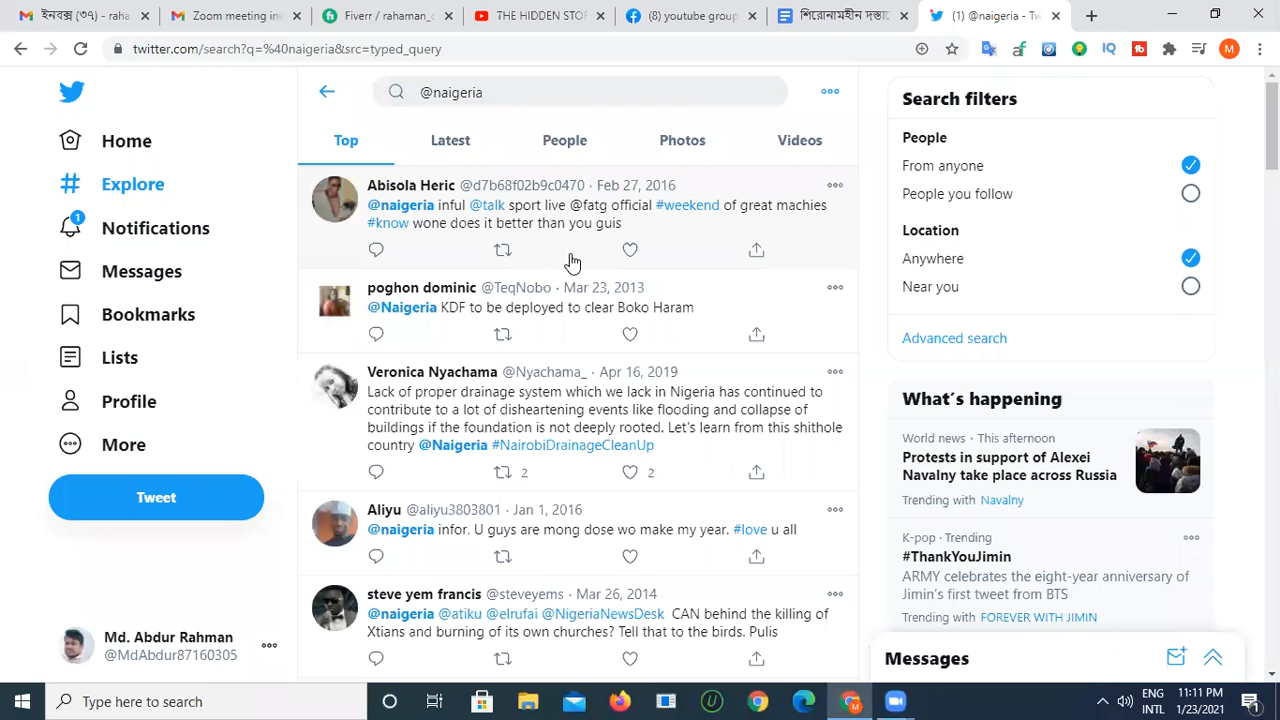 ইনবক্স (৭) - raha
Zoom meeting in
Fiverr / rahaman_
THE HIDDEN STO
(8) youtube group
শিরোনামহীন দস্তা
(1) @naigeria - Tw
twitter.com/search?q=%40naigeria&src=typed_query
Home
Explore
1
Notifications
Messages
Bookmarks
Lists
Profile
More
Tweet
Md. Abdur Rahman
@MdAbdur87160305
@naigeria
Top Latest People Photos Videos
Abisola Heric @d7b68f02b9c0470 · Feb 27, 2016
@naigeria inful @talk sport live @fatg official #weekend of great machies
#know wone does it better than you guis
poghon dominic @TeqNobo · Mar 23, 2013
@Naigeria KDF to be deployed to clear Boko Haram
Veronica Nyachama @Nyachama_ · Apr 16, 2019
Lack of proper drainage system which we lack in Nigeria has continued to
contribute to a lot of disheartening events like flooding and collapse of
buildings if the foundation is not deeply rooted. Let's learn from this shithole
country @Naigeria #NairobiDrainageCleanUp
2 2
Aliyu @aliyu3803801 · Jan 1, 2016
@naigeria infor. U guys are mong dose wo make my year. #love u all
steve yem francis @steveyems · Mar 26, 2014
@naigeria @atiku @elrufai @NigeriaNewsDesk CAN behind the killing of
Xtians and burning of its own churches? Tell that to the birds. Pulis
Search filters
People
From anyone
People you follow
Location
Anywhere
Near you
Advanced search
What's happening
World news · This afternoon
Protests in support of Alexei
Navalny take place across Russia
Trending with Navalny
K-pop · Trending
#ThankYouJimin
ARMY celebrates the eight-year anniversary of
Jimin's first tweet from BTS
Trending with FOREVER WITH JIMIN
Messages
Type here to search
ENG
INTL
11:11 PM
1/23/2021